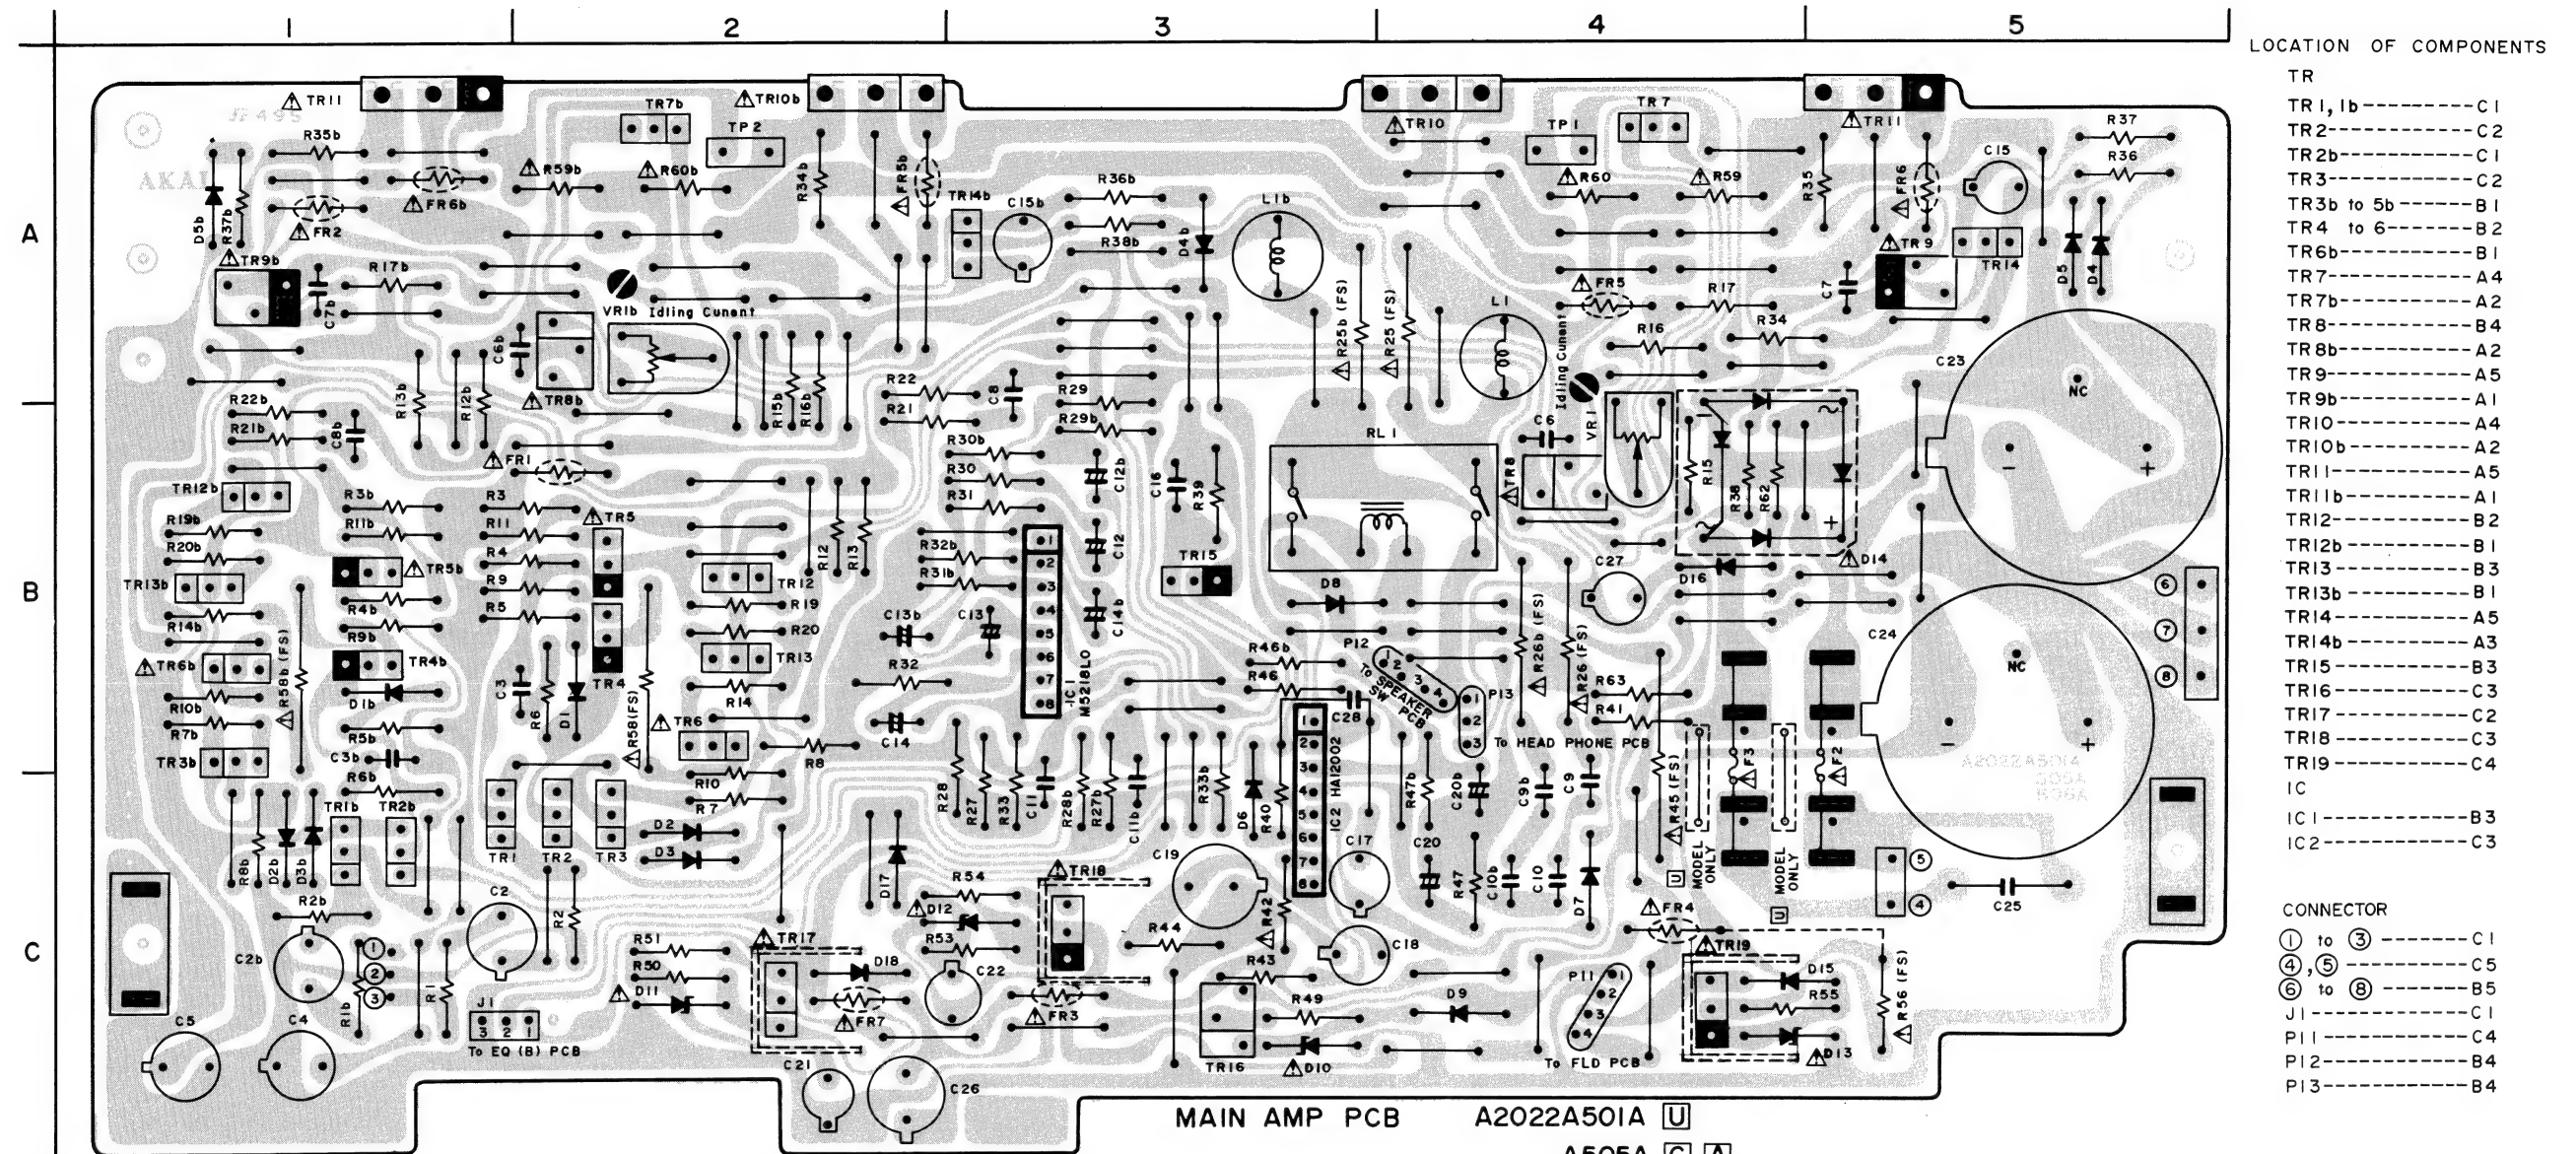 1 2 3 4 5
A
B
C
LOCATION OF COMPONENTS
TR
TR1,1b----------C1
TR2------------C2
TR2b-----------C1
TR3------------C2
TR3b to 5b------B1
TR4 to 6-------B2
TR6b-----------B1
TR7------------A4
TR7b-----------A2
TR8------------B4
TR8b-----------A2
TR9------------A5
TR9b-----------A1
TR10-----------A4
TR10b----------A2
TR11-----------A5
TR11b----------A1
TR12-----------B2
TR12b----------B1
TR13-----------B3
TR13b----------B1
TR14-----------A5
TR14b----------A3
TR15-----------B3
TR16-----------C3
TR17-----------C2
TR18-----------C3
TR19-----------C4
IC
IC1------------B3
IC2------------C3
CONNECTOR
① to ③ -------C1
④,⑤ ---------C5
⑥ to ⑧ ------B5
J1-------------C1
P11------------C4
P12------------B4
P13------------B4
TR11 TR7b TR10b TR10 TR7 TR11
R35b TP2 TP1 R37
AKAI R59b R60b C15 R36
FR6b R34b FR5b TR14b C15b R36b L1b R60 R59 R35 FR6
D5b R37b FR2 R38b D4b TR9 TR14 D5 D4
TR9b R17b C7b FR5 R17 C7
VR1b Idling Cunent R25b (FS) R25 (FS) L1 Idling Cunent R16 R34
C6b C23
R22b R13b R12b TR8b R15b R16b R22 C8 R29 NC
R21b C8b R21 R29b RL1 C6 VR1
FR1 R30b C12b C16 R39 TR8 R15 R38 R62
TR12b R3b R3 R30
R19b R11b R11 TR5 R12 R13 R31
R20b R4 R32b C12 TR15 C27 D14
TR13b TR5b R9 TR12 R31b D8 D16
R4b R5 R19 C13b C13 C14b
R14b R9b R20 P12 R26b (FS) R26 (FS) C24
TR6b R58b (FS) TR4b TR4 TR13 R32 R46b NC
R10b D1b C3 R6 D1 R58(FS) R14 R46 To SPEAKER SW PCB P13 R63
R7b R5b TR6 C14 IC1 M5218LO C28 R41
TR3b C3b R8 To HEAD PHONE PCB
R6b R10 R28 R27 R33 C11 R28b R27b C11b R33b D6 R40 IC2 HA12002 R47b C20b C9b C9 R45 (FS) F3 F2
TR1b TR2b R7
R8b D2b D3b TR1 TR2 TR3 D2 D3 D17 C19 C17 C20 R47 C10b C10 D7 U MODEL ONLY U MODEL ONLY
R2b C2 R2 R54 TR18 FR4 C25
D12 R42
C2b R51 TR17 R53 R44 C18 TR19
R50 D18 C22 R43 P11 D15
R1b R1 J1 D11 FR7 FR3 R49 D9 R55 R56 (FS)
C5 C4 3 2 1
To EQ (B) PCB TR16 D10 To FLD PCB D13
C21 C26
MAIN AMP PCB A2022A501A U
A505A C A